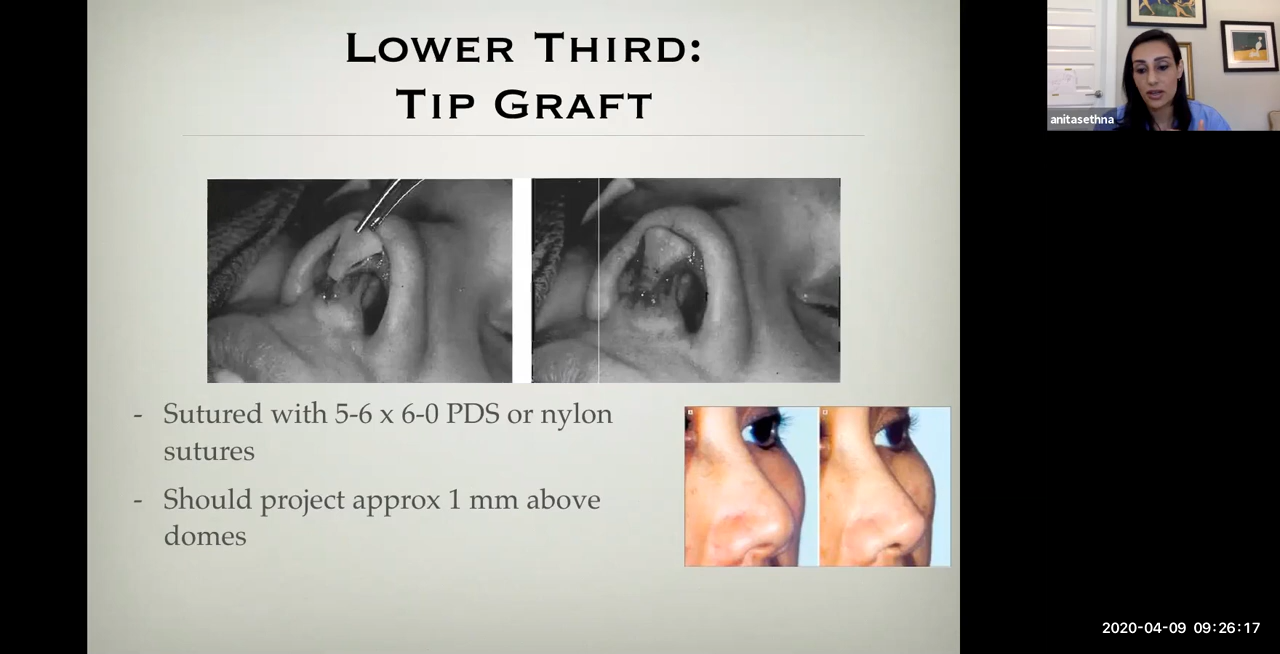 LOWER THIRD:
TIP GRAFT
anitasethna
- Sutured with 5-6 x 6-0 PDS or nylon
sutures
- Should project approx 1 mm above
domes
2020-04-09 09:26:17